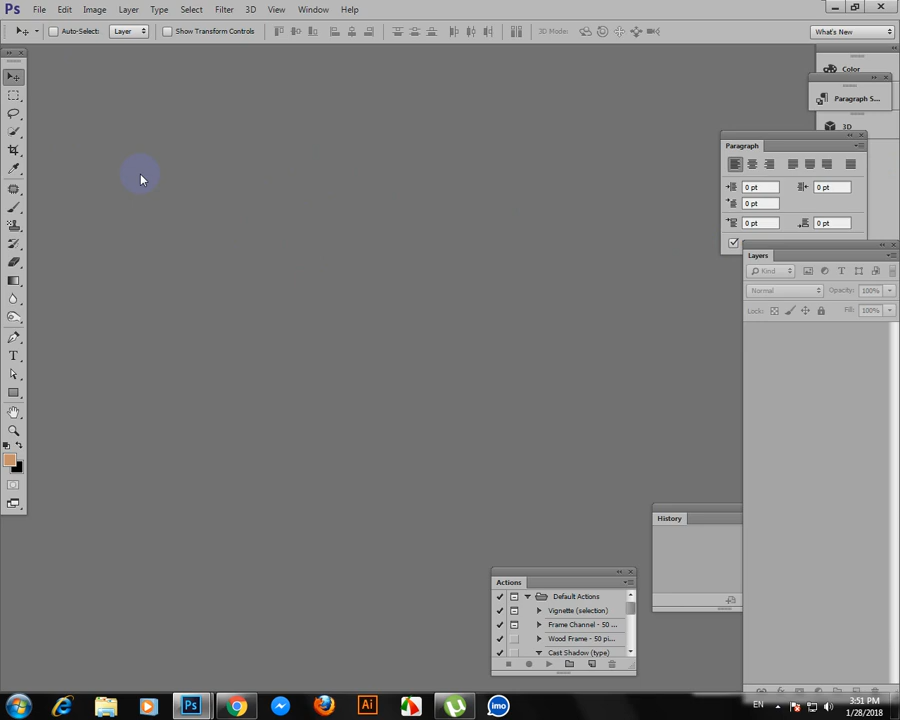 Ps File Edit Image Layer Type Select Filter 3D View Window Help
Auto-Select: Layer Show Transform Controls 3D Mode: What's New
Color
Paragraph S...
3D
Paragraph
0 pt 0 pt
0 pt
0 pt 0 pt
Layers
Kind
Normal Opacity: 100%
Lock: Fill: 100%
History
Actions
Default Actions
Vignette (selection)
Frame Channel - 50 ...
Wood Frame - 50 pi...
Cast Shadow (type)
T
fx
Ps Ai imo EN 3:51 PM
1/28/2018